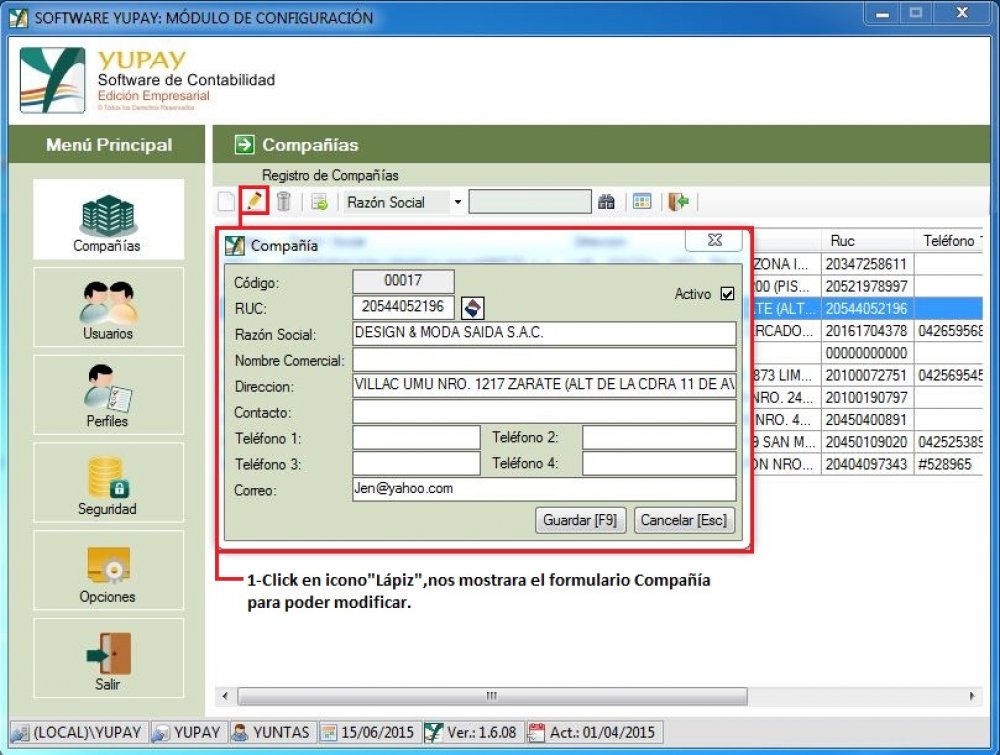 SOFTWARE YUPAY: MÓDULO DE CONFIGURACIÓN
YUPAY
Software de Contabilidad
Edición Empresarial
© Todos los Derechos Reservados
Menú Principal
Compañías
Registro de Compañías
Razón Social
Compañías
Usuarios
Perfiles
Seguridad
Opciones
Salir
Compañía
Código: 00017
Activo
RUC: 20544052196
Razón Social: DESIGN & MODA SAIDA S.A.C.
Nombre Comercial:
Direccion: VILLAC UMU NRO. 1217 ZARATE (ALT DE LA CDRA 11 DE A
Contacto:
Teléfono 1: Teléfono 2:
Teléfono 3: Teléfono 4:
Correo: Jen@yahoo.com
Guardar [F9] Cancelar [Esc]
Ruc Teléfono
ZONA I... 20347258611
00 (PIS... 20521978997
TE (ALT... 20544052196
RCADO... 20161704378 042659568
00000000000
873 LIM... 20100072751 042569545
NRO. 24... 20100190797
NRO. 4... 20450400891
9 SAN M... 20450109020 042525389
ON NRO... 20404097343 #528965
1-Click en icono"Lápiz",nos mostrara el formulario Compañía
para poder modificar.
(LOCAL)\YUPAY YUPAY YUNTAS 15/06/2015 Ver.: 1.6.08 Act.: 01/04/2015